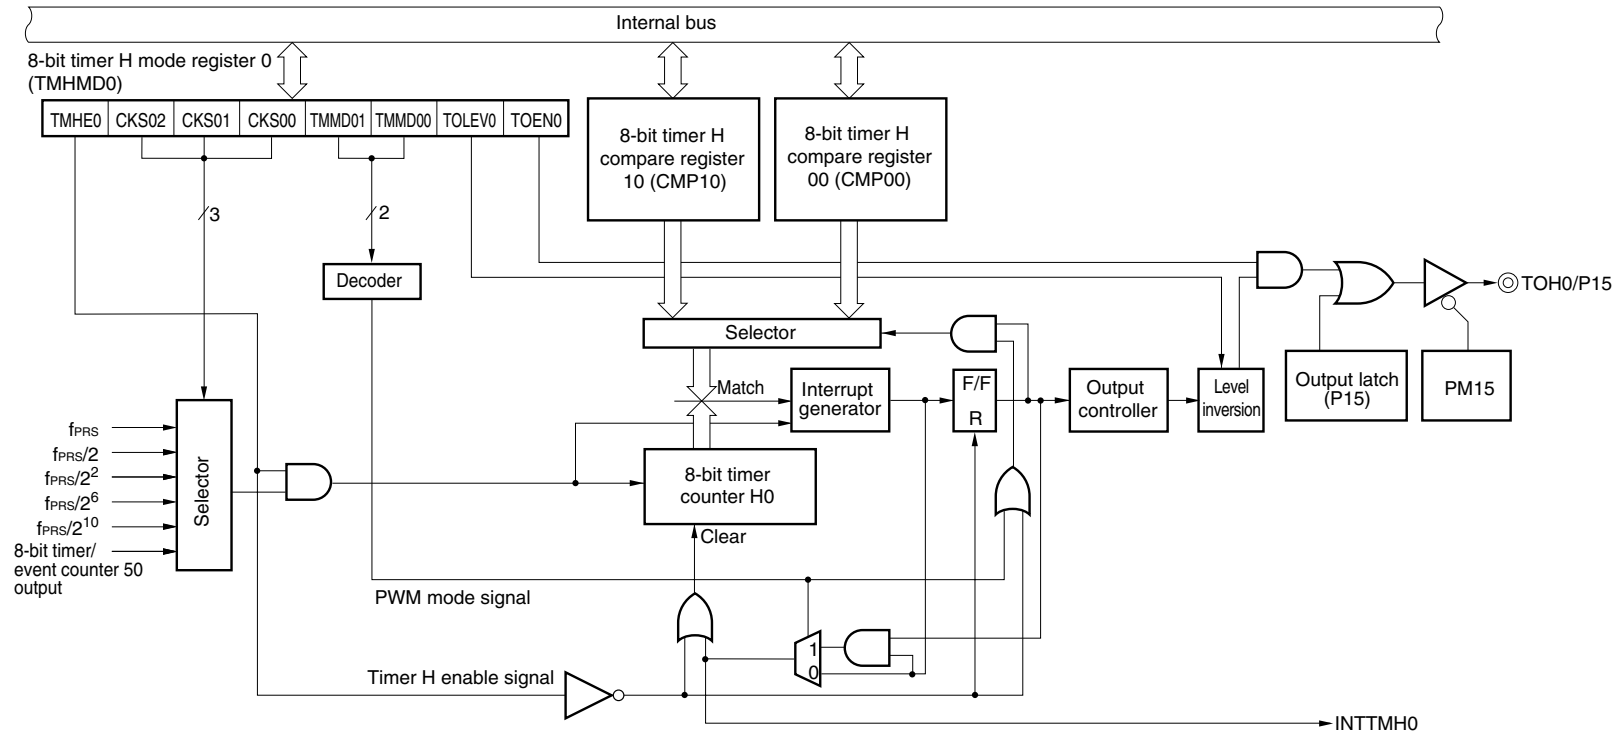 Internal bus
8-bit timer H mode register 0
(TMHMD0)
TMHE0 CKS02 CKS01 CKS00 TMMD01 TMMD00 TOLEV0 TOEN0
8-bit timer H
compare register
10 (CMP10)
8-bit timer H
compare register
00 (CMP00)
3
2
Decoder
Selector
TOH0/P15
Match
Interrupt
generator
F/F
R
Output
controller
Level
inversion
Output latch
(P15)
PM15
fPRS
fPRS/2
fPRS/2²
fPRS/2⁶
fPRS/2¹⁰
8-bit timer/
event counter 50
output
Selector
8-bit timer
counter H0
Clear
PWM mode signal
1
0
Timer H enable signal
INTTMH0